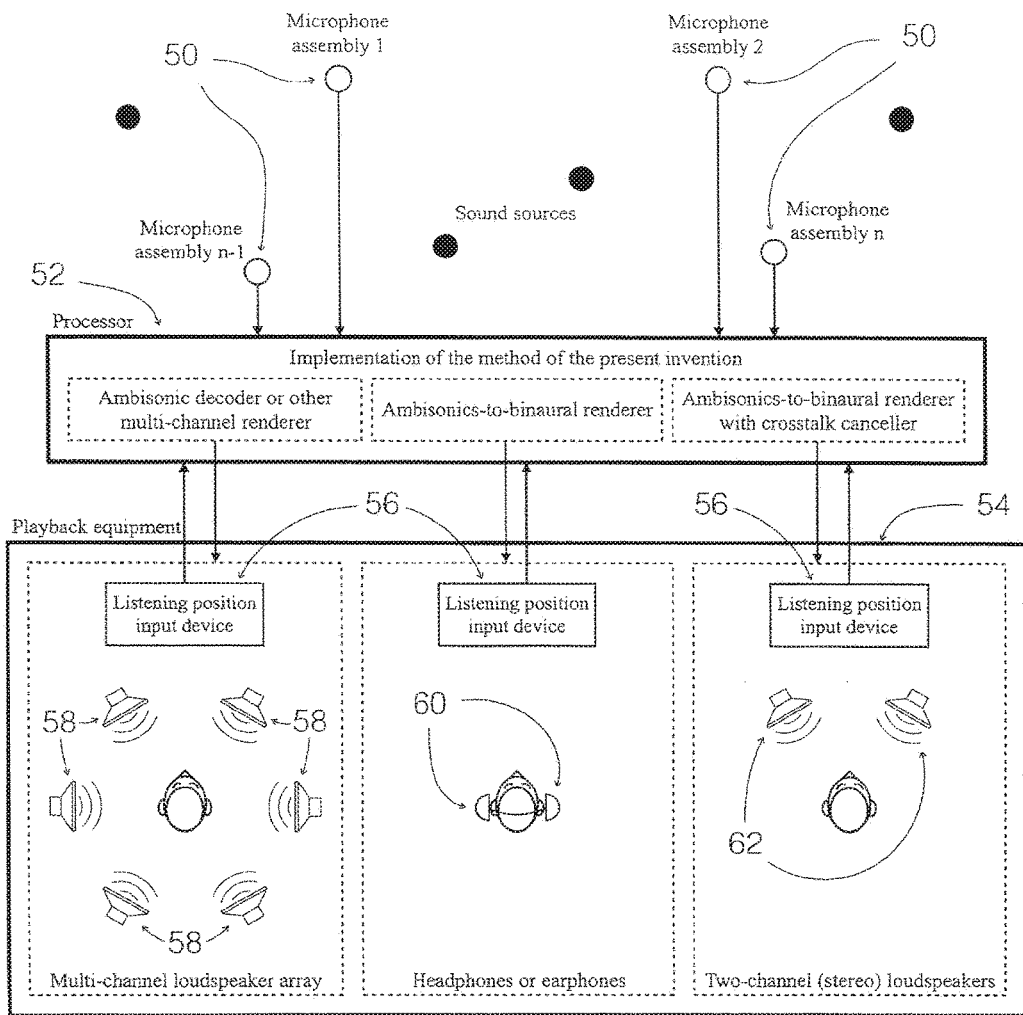 Microphone
assembly 1
50
Microphone
assembly 2
50
Sound sources
Microphone
assembly n-1
Microphone
assembly n
52
Processor
Implementation of the method of the present invention
Ambisonic decoder or other
multi-channel renderer
Ambisonics-to-binaural renderer
Ambisonics-to-binaural renderer
with crosstalk canceller
Playback equipment
56
56
54
Listening position
input device
Listening position
input device
Listening position
input device
58
58
60
62
58
Multi-channel loudspeaker array
Headphones or earphones
Two-channel (stereo) loudspeakers